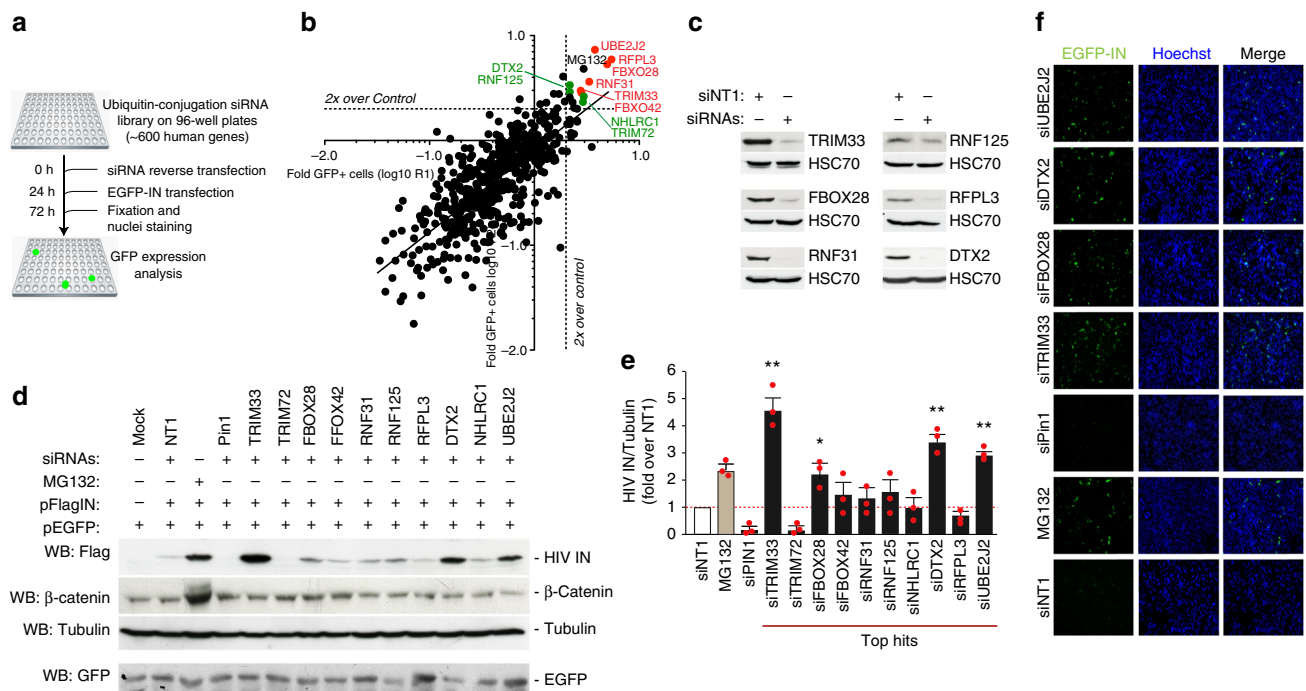 a
Ubiquitin-conjugation siRNA
library on 96-well plates
(~600 human genes)
0 h
siRNA reverse transfection
24 h
EGFP-IN transfection
72 h
Fixation and
nuclei staining
GFP expression
analysis
b
1.0
UBE2J2
MG132
RFPL3
FBXO28
DTX2
RNF125
RNF31
TRIM33
FBXO42
2x over Control
NHLRC1
TRIM72
–2.0
–1.0
1.0
Fold GFP+ cells (log10 R1)
–1.0
Fold GFP+ cells (log10
2x over control
–2.0
c
siNT1: + – + –
siRNAs: – + – +
TRIM33 RNF125
HSC70 HSC70
FBOX28 RFPL3
HSC70 HSC70
RNF31 DTX2
HSC70 HSC70
d
Mock NT1 Pin1 TRIM33 TRIM72 FBOX28 FFOX42 RNF31 RNF125 RFPL3 DTX2 NHLRC1 UBE2J2
siRNAs: – + – + + + + + + + + + + +
MG132: – – + – – – – – – – – – – –
pFlagIN: – + + + + + + + + + + + + +
pEGFP: + + + + + + + + + + + + + +
WB: Flag - HIV IN
WB: β-catenin - β-Catenin
WB: Tubulin - Tubulin
WB: GFP - EGFP
e
HIV IN/Tubulin
(fold over NT1)
6
5
4
3
2
1
0
** * ** **
siNT1 MG132 siPIN1 siTRIM33 siTRIM72 siFBOX28 siFBOX42 siRNF31 siRNF125 siNHLRC1 siDTX2 siRFPL3 siUBE2J2
Top hits
f
EGFP-IN Hoechst Merge
siUBE2J2
siDTX2
siFBOX28
siTRIM33
siPin1
MG132
siNT1